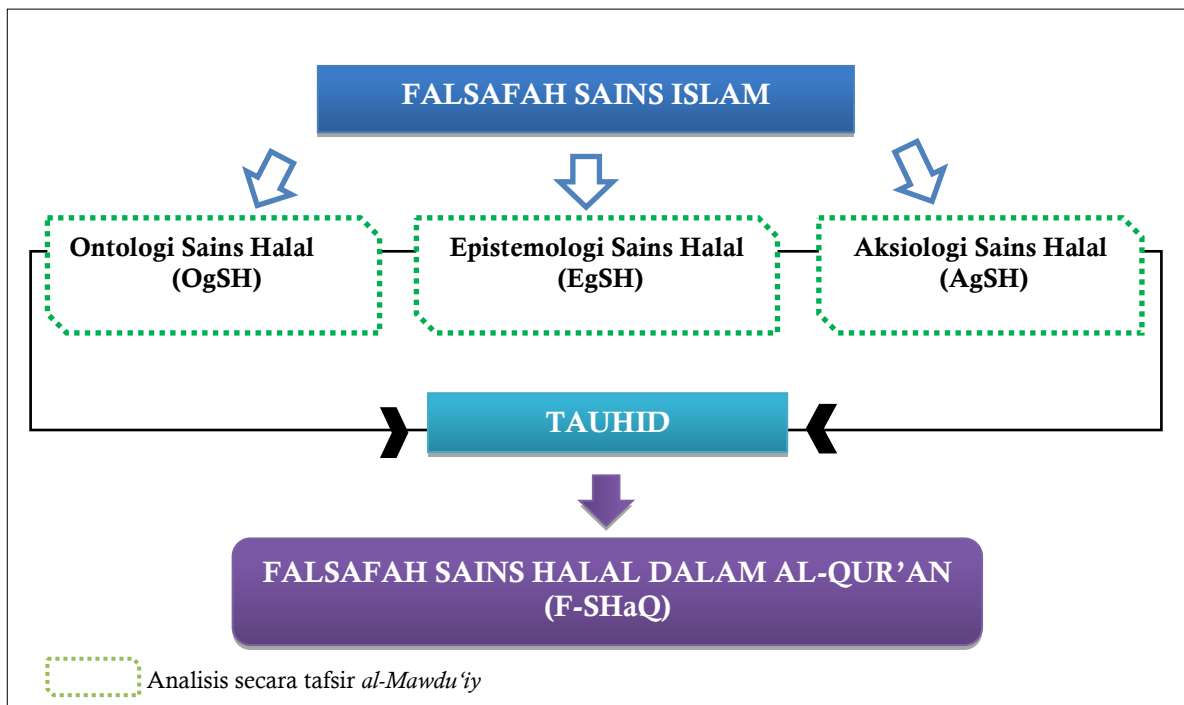 FALSAFAH SAINS ISLAM
Ontologi Sains Halal
(OgSH)
Epistemologi Sains Halal
(EgSH)
Aksiologi Sains Halal
(AgSH)
TAUHID
FALSAFAH SAINS HALAL DALAM AL-QUR’AN
(F-SHaQ)
Analisis secara tafsir al-Mawdu‘iy